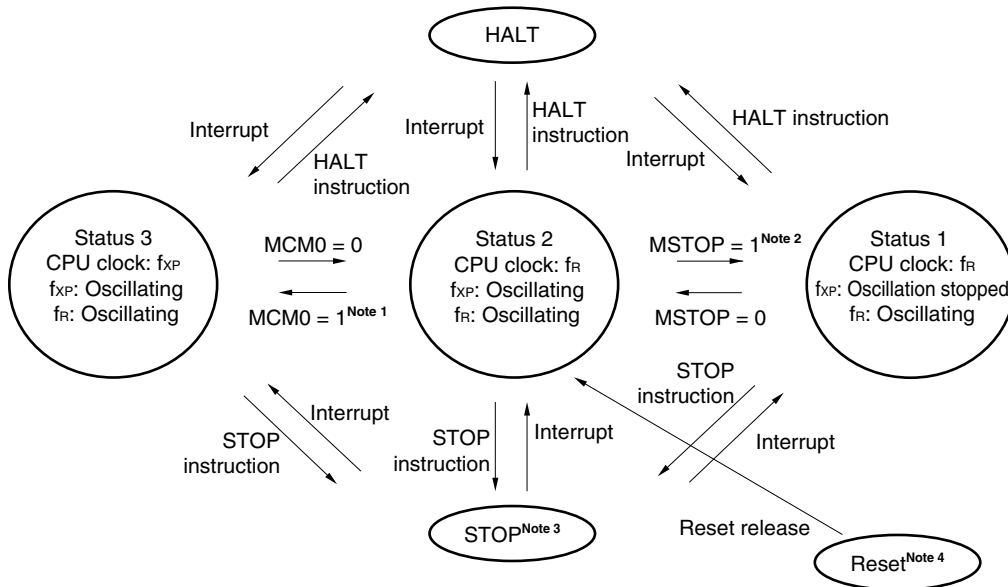 HALT
Interrupt
HALT
instruction
Interrupt
HALT
instruction
Interrupt
HALT instruction
Status 3
CPU clock: fXP
fXP: Oscillating
fR: Oscillating
MCM0 = 0
MCM0 = 1Note 1
Status 2
CPU clock: fR
fXP: Oscillating
fR: Oscillating
MSTOP = 1Note 2
MSTOP = 0
Status 1
CPU clock: fR
fXP: Oscillation stopped
fR: Oscillating
STOP
instruction
Interrupt
STOP
instruction
Interrupt
STOP
instruction
Interrupt
STOPNote 3
Reset release
ResetNote 4